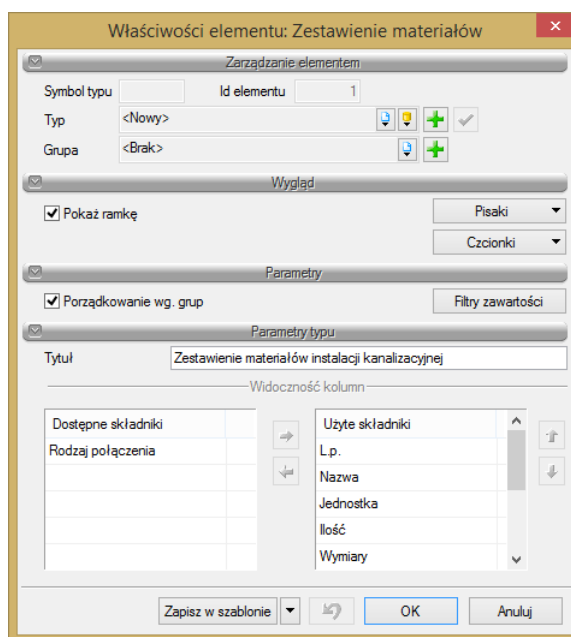 Właściwości elementu: Zestawienie materiałów
Zarządzanie elementem
Symbol typu Id elementu 1
Typ <Nowy>
Grupa <Brak>
Wygląd
Pokaż ramkę Pisaki
Czcionki
Parametry
Porządkowanie wg. grup Filtry zawartości
Parametry typu
Tytuł Zestawienie materiałów instalacji kanalizacyjnej
Widoczność kolumn
Dostępne składniki Użyte składniki
Rodzaj połączenia L.p.
Nazwa
Jednostka
Ilość
Wymiary
Zapisz w szablonie OK Anuluj